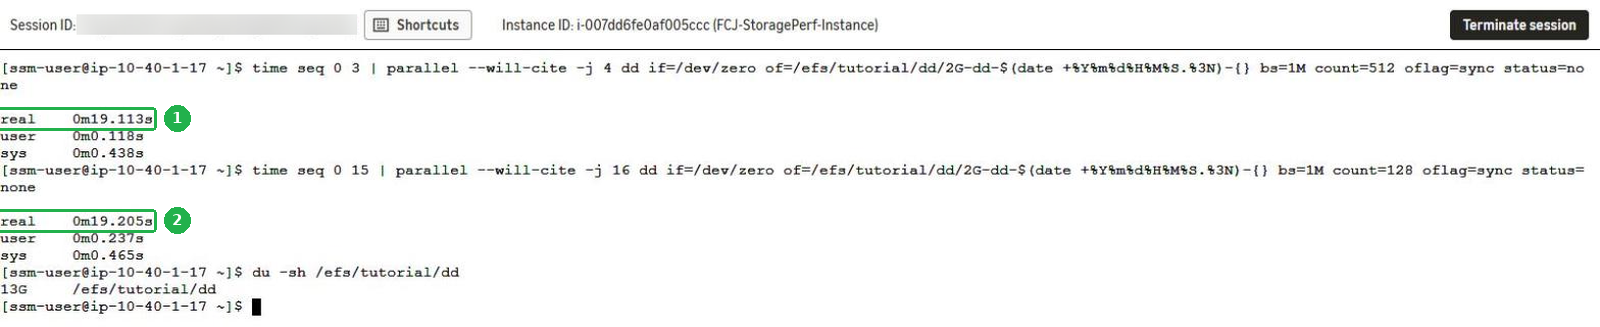 Session ID: Shortcuts Instance ID: i-007dd6fe0af005ccc (FCJ-StoragePerf-Instance) Terminate session
[ssm-user@ip-10-40-1-17 ~]$ time seq 0 3 | parallel --will-cite -j 4 dd if=/dev/zero of=/efs/tutorial/dd/2G-dd-$(date +%Y%m%d%H%M%S.%3N)-{} bs=1M count=512 oflag=sync status=no
ne
real 0m19.113s 1
user 0m0.118s
sys 0m0.438s
[ssm-user@ip-10-40-1-17 ~]$ time seq 0 15 | parallel --will-cite -j 16 dd if=/dev/zero of=/efs/tutorial/dd/2G-dd-$(date +%Y%m%d%H%M%S.%3N)-{} bs=1M count=128 oflag=sync status=
none
real 0m19.205s 2
user 0m0.237s
sys 0m0.465s
[ssm-user@ip-10-40-1-17 ~]$ du -sh /efs/tutorial/dd
13G /efs/tutorial/dd
[ssm-user@ip-10-40-1-17 ~]$